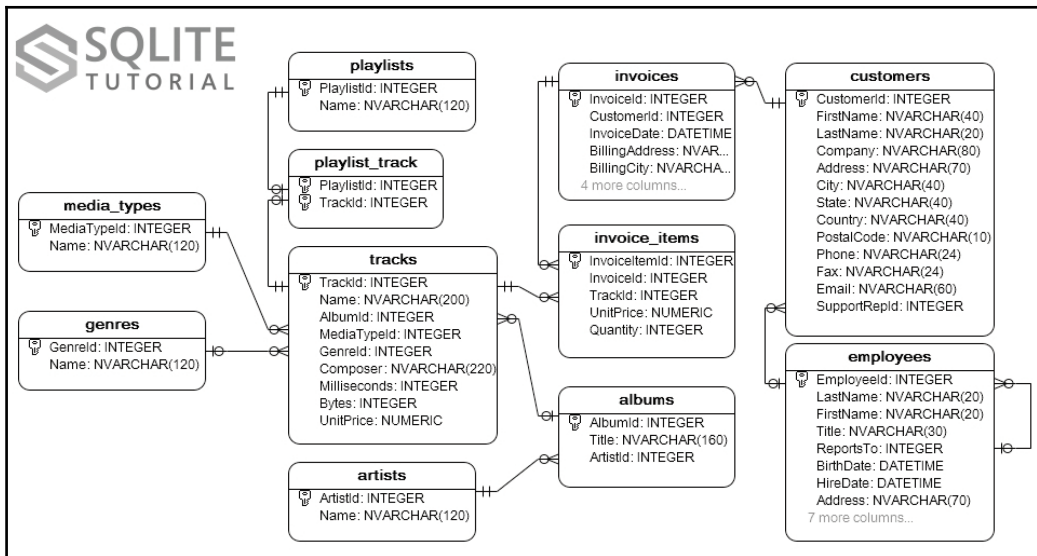 SQLITE
TUTORIAL
playlists
PlaylistId: INTEGER
Name: NVARCHAR(120)
playlist_track
PlaylistId: INTEGER
TrackId: INTEGER
media_types
MediaTypeId: INTEGER
Name: NVARCHAR(120)
genres
GenreId: INTEGER
Name: NVARCHAR(120)
tracks
TrackId: INTEGER
Name: NVARCHAR(200)
AlbumId: INTEGER
MediaTypeId: INTEGER
GenreId: INTEGER
Composer: NVARCHAR(220)
Milliseconds: INTEGER
Bytes: INTEGER
UnitPrice: NUMERIC
artists
ArtistId: INTEGER
Name: NVARCHAR(120)
invoices
InvoiceId: INTEGER
CustomerId: INTEGER
InvoiceDate: DATETIME
BillingAddress: NVAR...
BillingCity: NVARCHA...
4 more columns...
invoice_items
InvoiceItemId: INTEGER
InvoiceId: INTEGER
TrackId: INTEGER
UnitPrice: NUMERIC
Quantity: INTEGER
albums
AlbumId: INTEGER
Title: NVARCHAR(160)
ArtistId: INTEGER
customers
CustomerId: INTEGER
FirstName: NVARCHAR(40)
LastName: NVARCHAR(20)
Company: NVARCHAR(80)
Address: NVARCHAR(70)
City: NVARCHAR(40)
State: NVARCHAR(40)
Country: NVARCHAR(40)
PostalCode: NVARCHAR(10)
Phone: NVARCHAR(24)
Fax: NVARCHAR(24)
Email: NVARCHAR(60)
SupportRepId: INTEGER
employees
EmployeeId: INTEGER
LastName: NVARCHAR(20)
FirstName: NVARCHAR(20)
Title: NVARCHAR(30)
ReportsTo: INTEGER
BirthDate: DATETIME
HireDate: DATETIME
Address: NVARCHAR(70)
7 more columns...